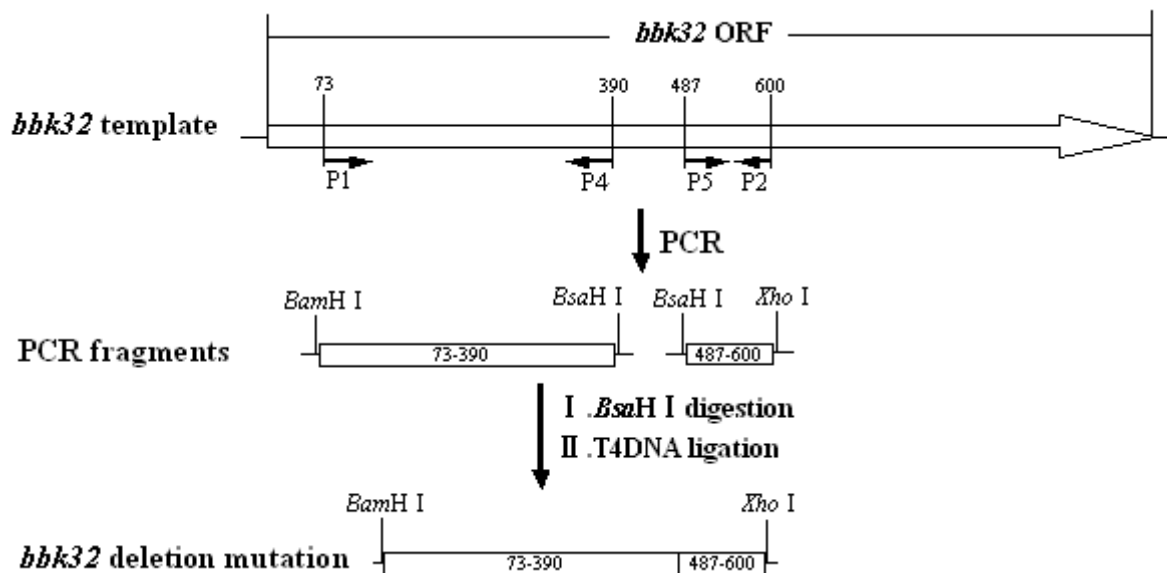 bbk32 ORF
73 390 487 600
bbk32 template
P1 P4 P5 P2
PCR
BamH I BsaH I BsaH I Xho I
PCR fragments
73-390 487-600
Ⅰ .BsaH I digestion
Ⅱ .T4DNA ligation
BamH I Xho I
bbk32 deletion mutation
73-390 487-600